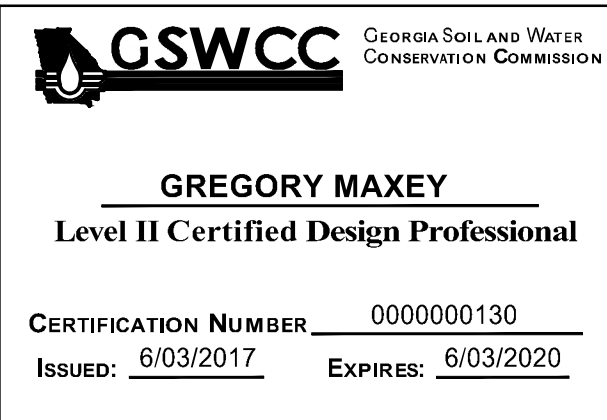 GSWCC
GEORGIA SOIL AND WATER
CONSERVATION COMMISSION
GREGORY MAXEY
Level II Certified Design Professional
CERTIFICATION NUMBER 0000000130
ISSUED: 6/03/2017 EXPIRES: 6/03/2020